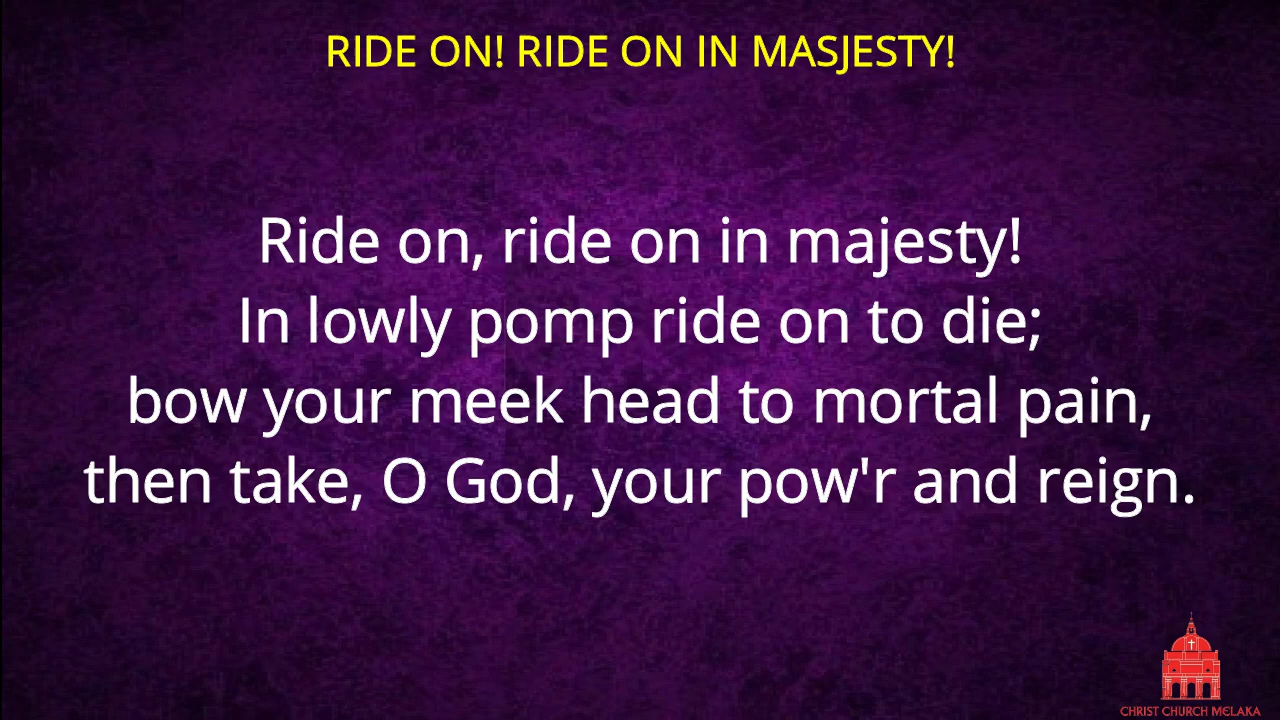 RIDE ON! RIDE ON IN MASJESTY!
Ride on, ride on in majesty!
In lowly pomp ride on to die;
bow your meek head to mortal pain,
then take, O God, your pow'r and reign.
CHRIST CHURCH MELAKA